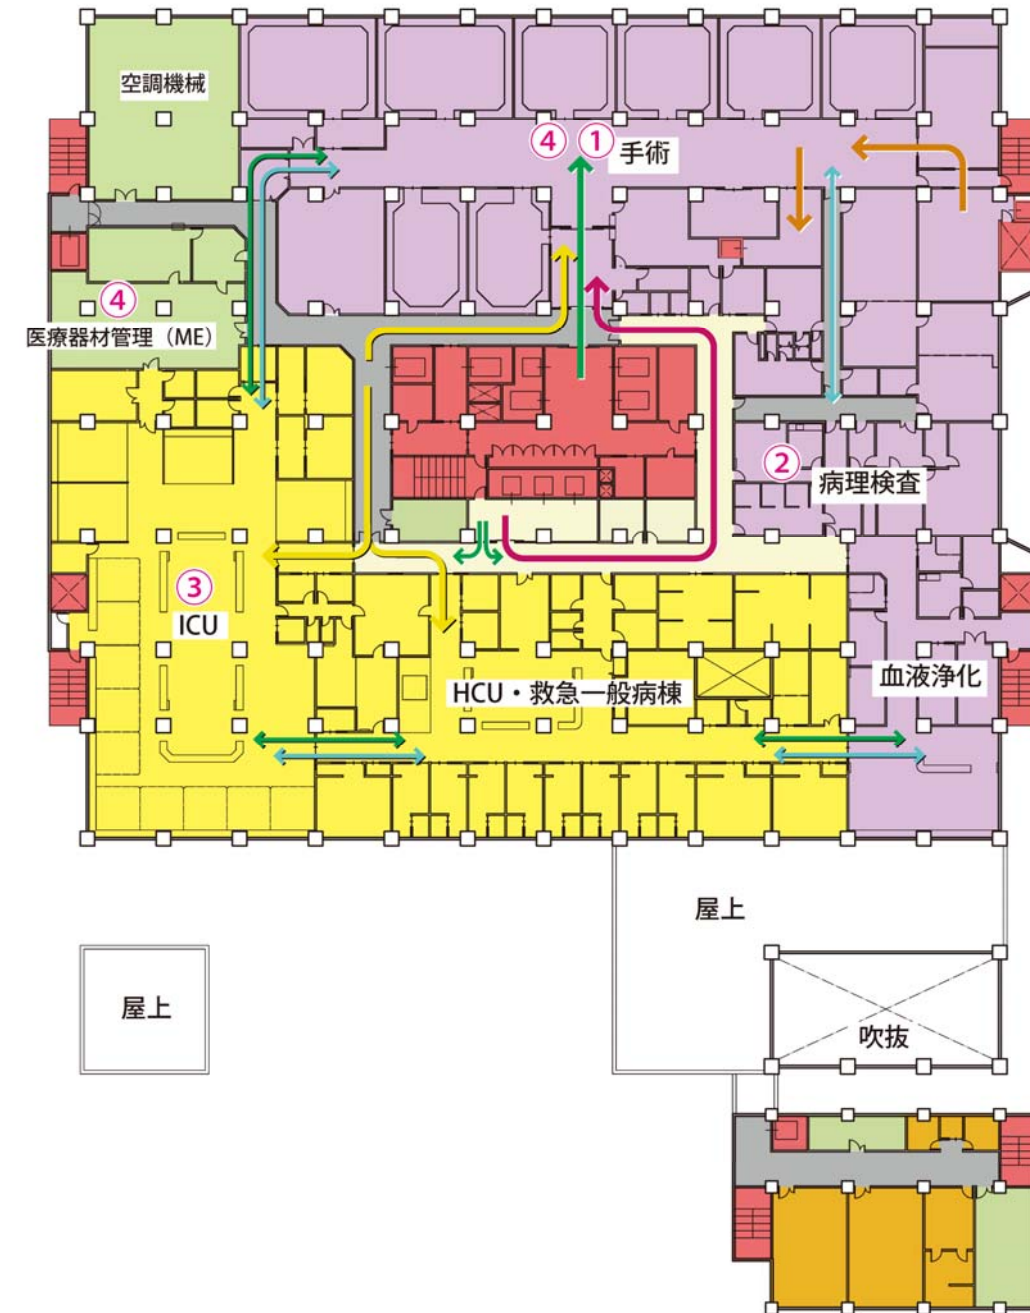 空調機械
④ ① 手術
④
医療器材管理（ME）
② 病理検査
③
ICU
血液浄化
HCU・救急一般病棟
屋上
屋上
吹抜